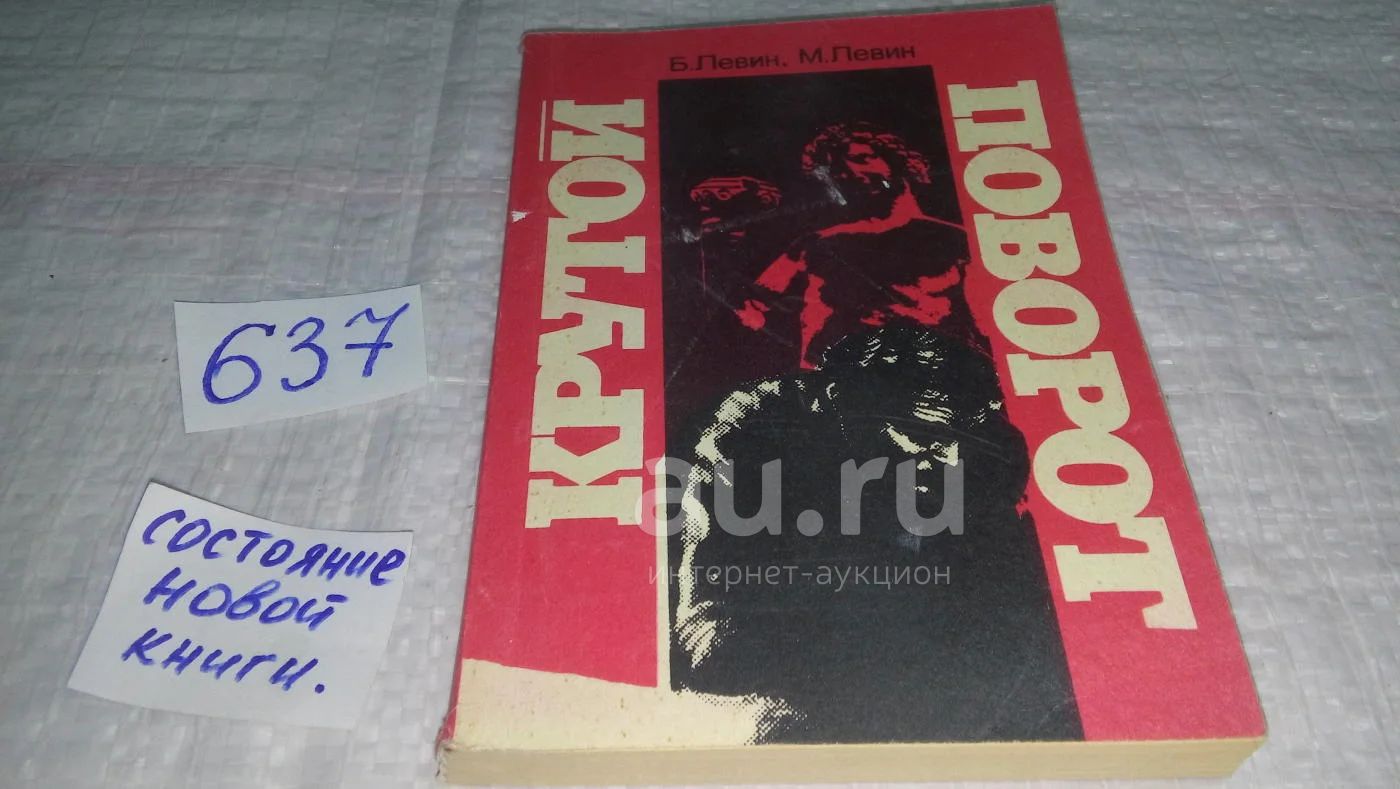 Б.Левин, М.Левин
КРУТОЙ
ПОВОРОТ
637
состояние
новой
книги.
au.ru
интернет-аукцион